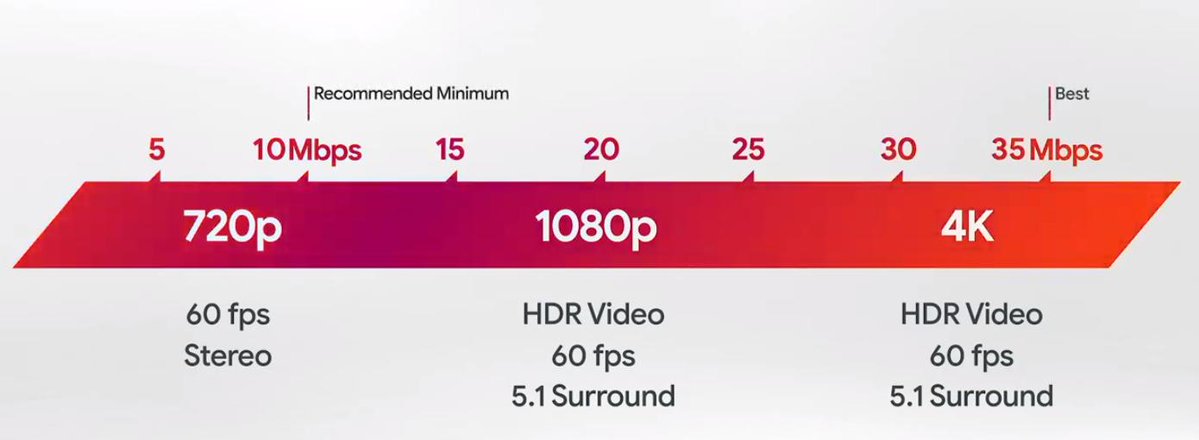 Recommended Minimum
Best
5 10 Mbps 15 20 25 30 35 Mbps
720p 1080p 4K
60 fps HDR Video HDR Video
Stereo 60 fps 60 fps
5.1 Surround 5.1 Surround